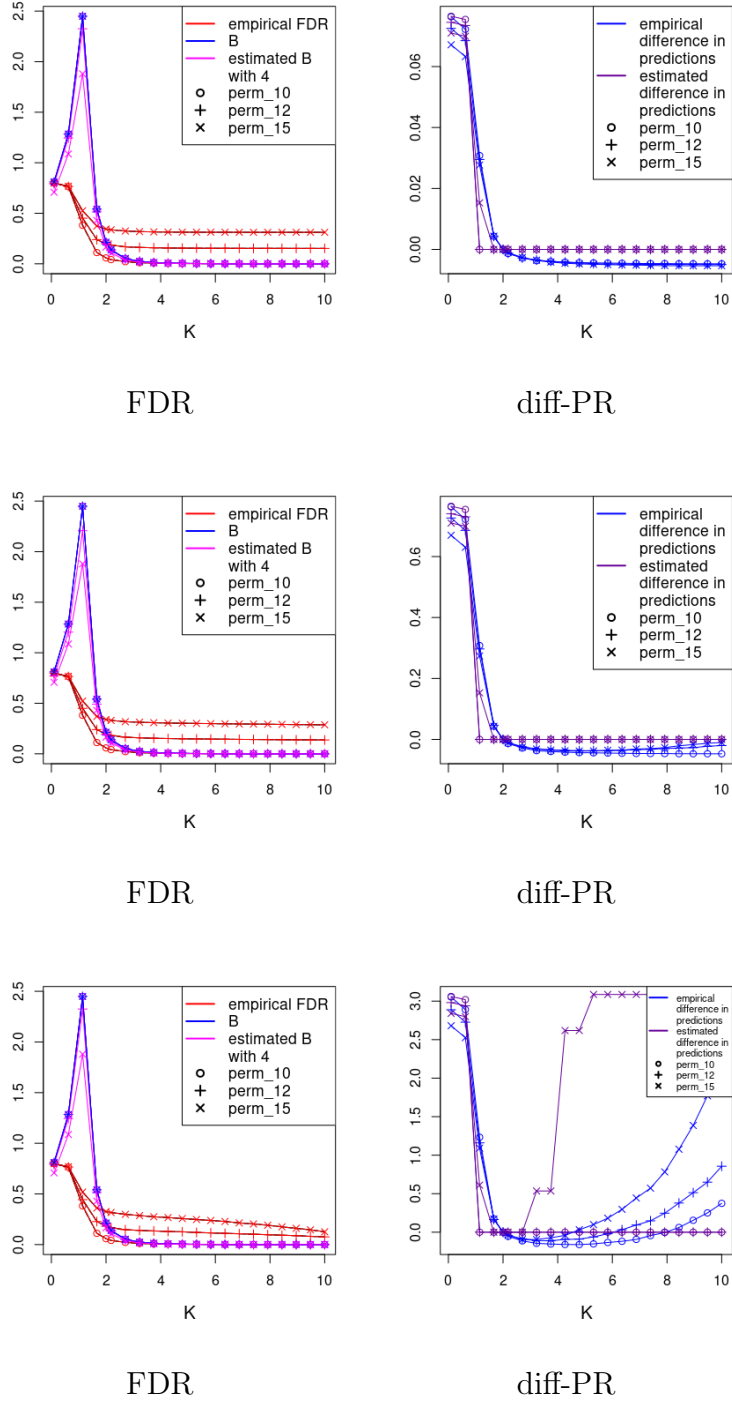 2.5
2.0
1.5
1.0
0.5
0.0
empirical FDR
B
estimated B
with 4
perm_10
perm_12
perm_15
0 2 4 6 8 10
K
FDR
0.06
0.04
0.02
0.00
empirical
difference in
predictions
estimated
difference in
predictions
perm_10
perm_12
perm_15
0 2 4 6 8 10
K
diff-PR
2.5
2.0
1.5
1.0
0.5
0.0
empirical FDR
B
estimated B
with 4
perm_10
perm_12
perm_15
0 2 4 6 8 10
K
FDR
0.6
0.4
0.2
0.0
empirical
difference in
predictions
estimated
difference in
predictions
perm_10
perm_12
perm_15
0 2 4 6 8 10
K
diff-PR
2.5
2.0
1.5
1.0
0.5
0.0
empirical FDR
B
estimated B
with 4
perm_10
perm_12
perm_15
0 2 4 6 8 10
K
FDR
3.0
2.5
2.0
1.5
1.0
0.5
0.0
empirical
difference in
predictions
estimated
difference in
predictions
perm_10
perm_12
perm_15
0 2 4 6 8 10
K
diff-PR